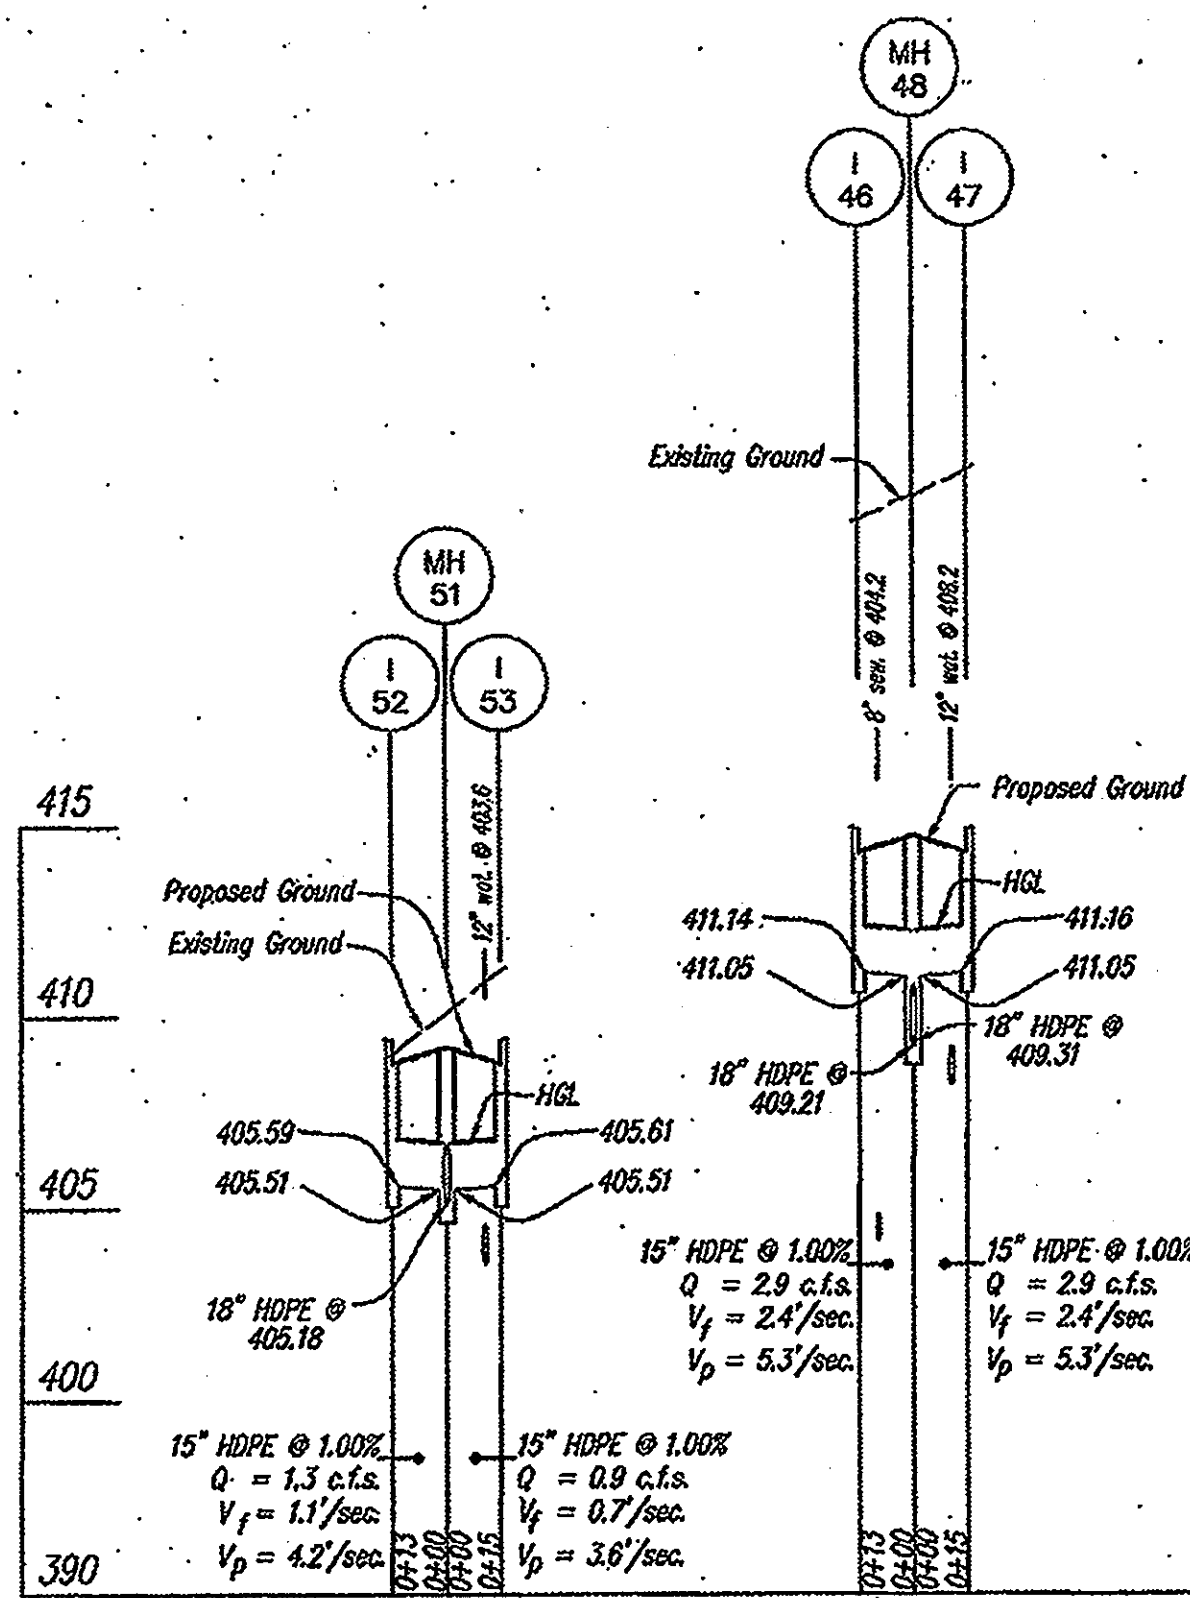 MH
48
I
46
I
47
Existing Ground
8" sew. @ 404.2
12" wat. @ 408.2
Proposed Ground
HGL
411.14
411.16
411.05
411.05
18" HDPE @
409.31
18" HDPE @
409.21
15" HDPE @ 1.00%
Q = 2.9 c.f.s.
Vf = 2.4'/sec.
Vp = 5.3'/sec.
15" HDPE @ 1.00%
Q = 2.9 c.f.s.
Vf = 2.4'/sec.
Vp = 5.3'/sec.
0+13
0+00
0+00
0+15
MH
51
I
52
I
53
12" wat. @ 403.6
Proposed Ground
Existing Ground
HGL
405.59
405.61
405.51
405.51
18" HDPE @
405.18
15" HDPE @ 1.00%
Q = 1.3 c.f.s.
Vf = 1.1'/sec.
Vp = 4.2'/sec.
15" HDPE @ 1.00%
Q = 0.9 c.f.s.
Vf = 0.7'/sec.
Vp = 3.6'/sec.
0+13
0+00
0+00
0+15
415
410
405
400
390